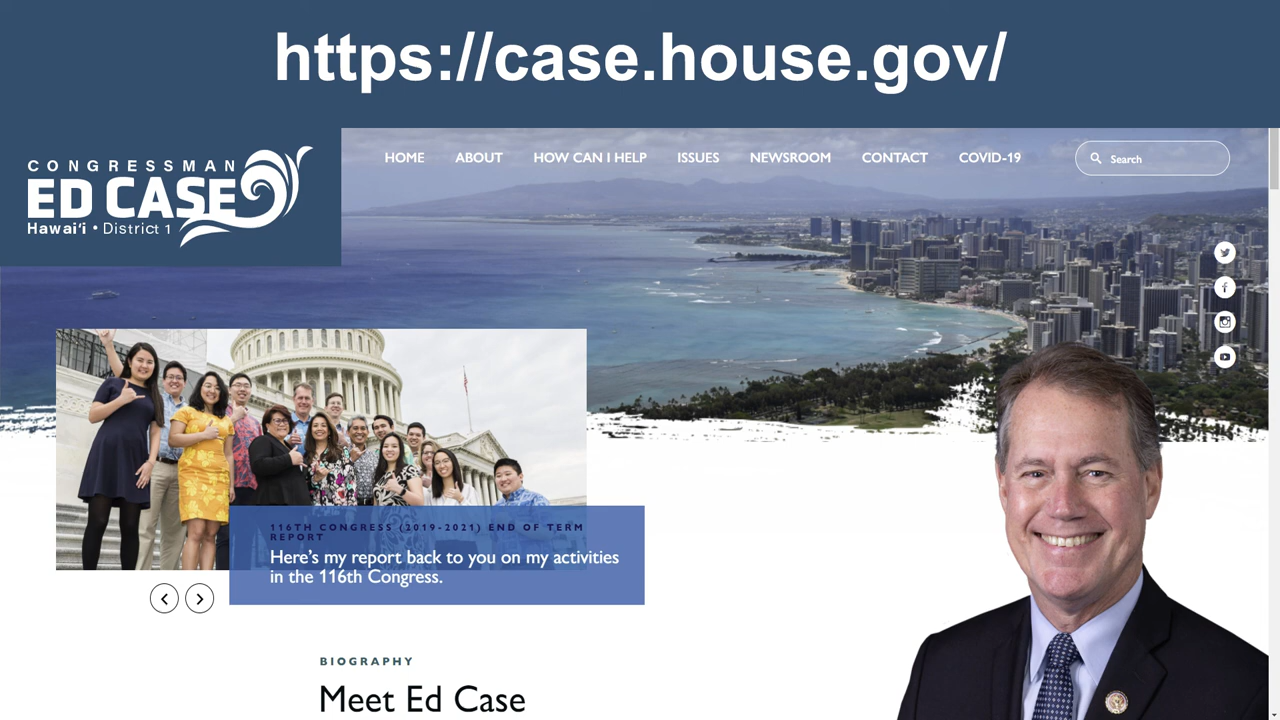 https://case.house.gov/
CONGRESSMAN
ED CASE
Hawai‘i • District 1
HOME ABOUT HOW CAN I HELP ISSUES NEWSROOM CONTACT COVID-19 Search
116TH CONGRESS (2019-2021) END OF TERM
REPORT
Here’s my report back to you on my activities
in the 116th Congress.
BIOGRAPHY
Meet Ed Case